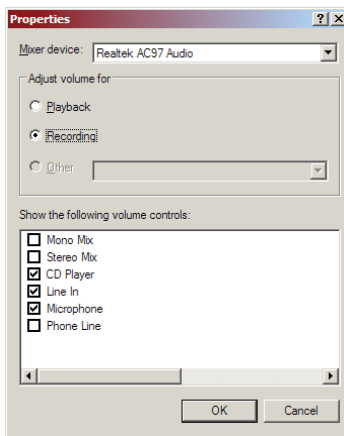 Properties
Mixer device: Realtek AC97 Audio
Adjust volume for
Playback
Recording
Other
Show the following volume controls:
Mono Mix
Stereo Mix
CD Player
Line In
Microphone
Phone Line
OK Cancel